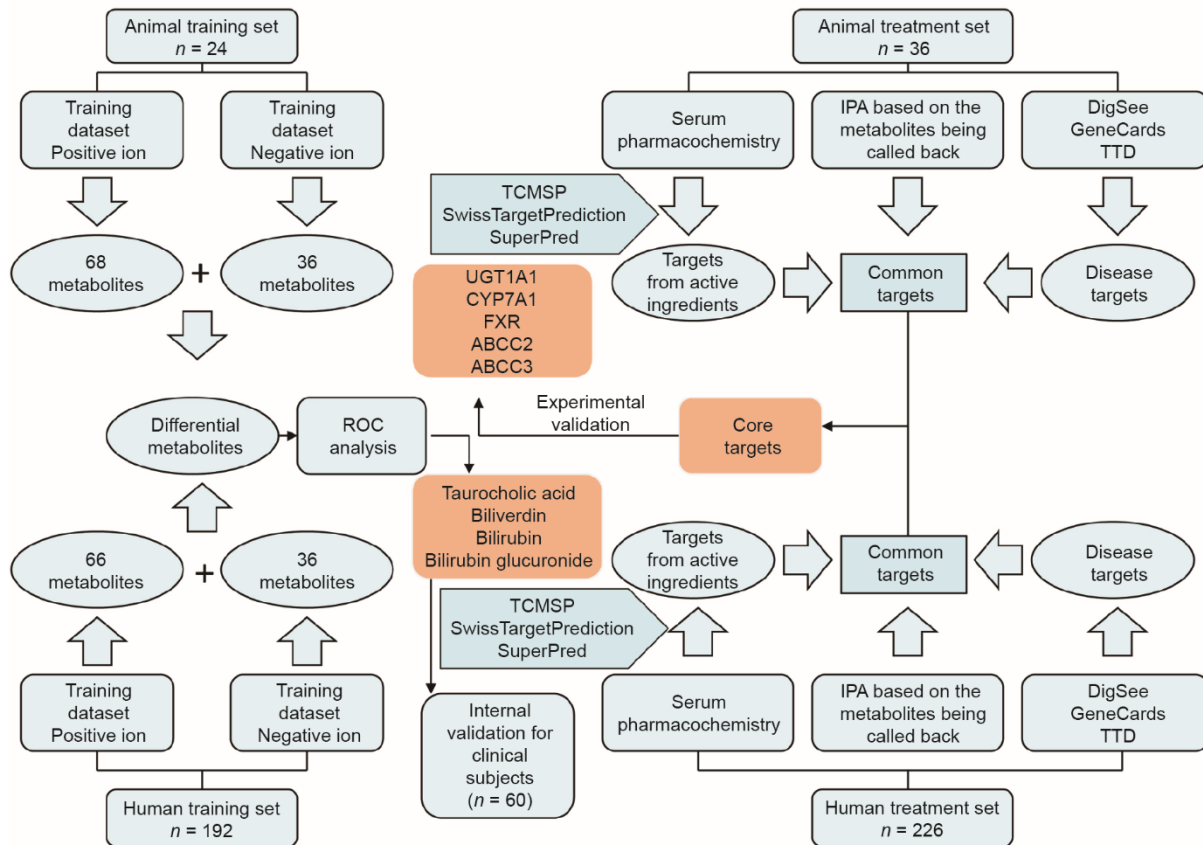 Animal training set
n = 24
Training
dataset
Positive ion
Training
dataset
Negative ion
68
metabolites
+
36
metabolites
Differential
metabolites
ROC
analysis
66
metabolites
+
36
metabolites
Training
dataset
Positive ion
Training
dataset
Negative ion
Human training set
n = 192
Taurocholic acid
Biliverdin
Bilirubin
Bilirubin glucuronide
Internal
validation for
clinical
subjects
(n = 60)
Animal treatment set
n = 36
Serum
pharmacochemistry
IPA based on the
metabolites being
called back
DigSee
GeneCards
TTD
TCMSP
SwissTargetPrediction
SuperPred
Targets
from active
ingredients
Common
targets
Disease
targets
UGT1A1
CYP7A1
FXR
ABCC2
ABCC3
Experimental
validation
Core
targets
Targets
from active
ingredients
Common
targets
Disease
targets
TCMSP
SwissTargetPrediction
SuperPred
Serum
pharmacochemistry
IPA based on the
metabolites being
called back
DigSee
GeneCards
TTD
Human treatment set
n = 226